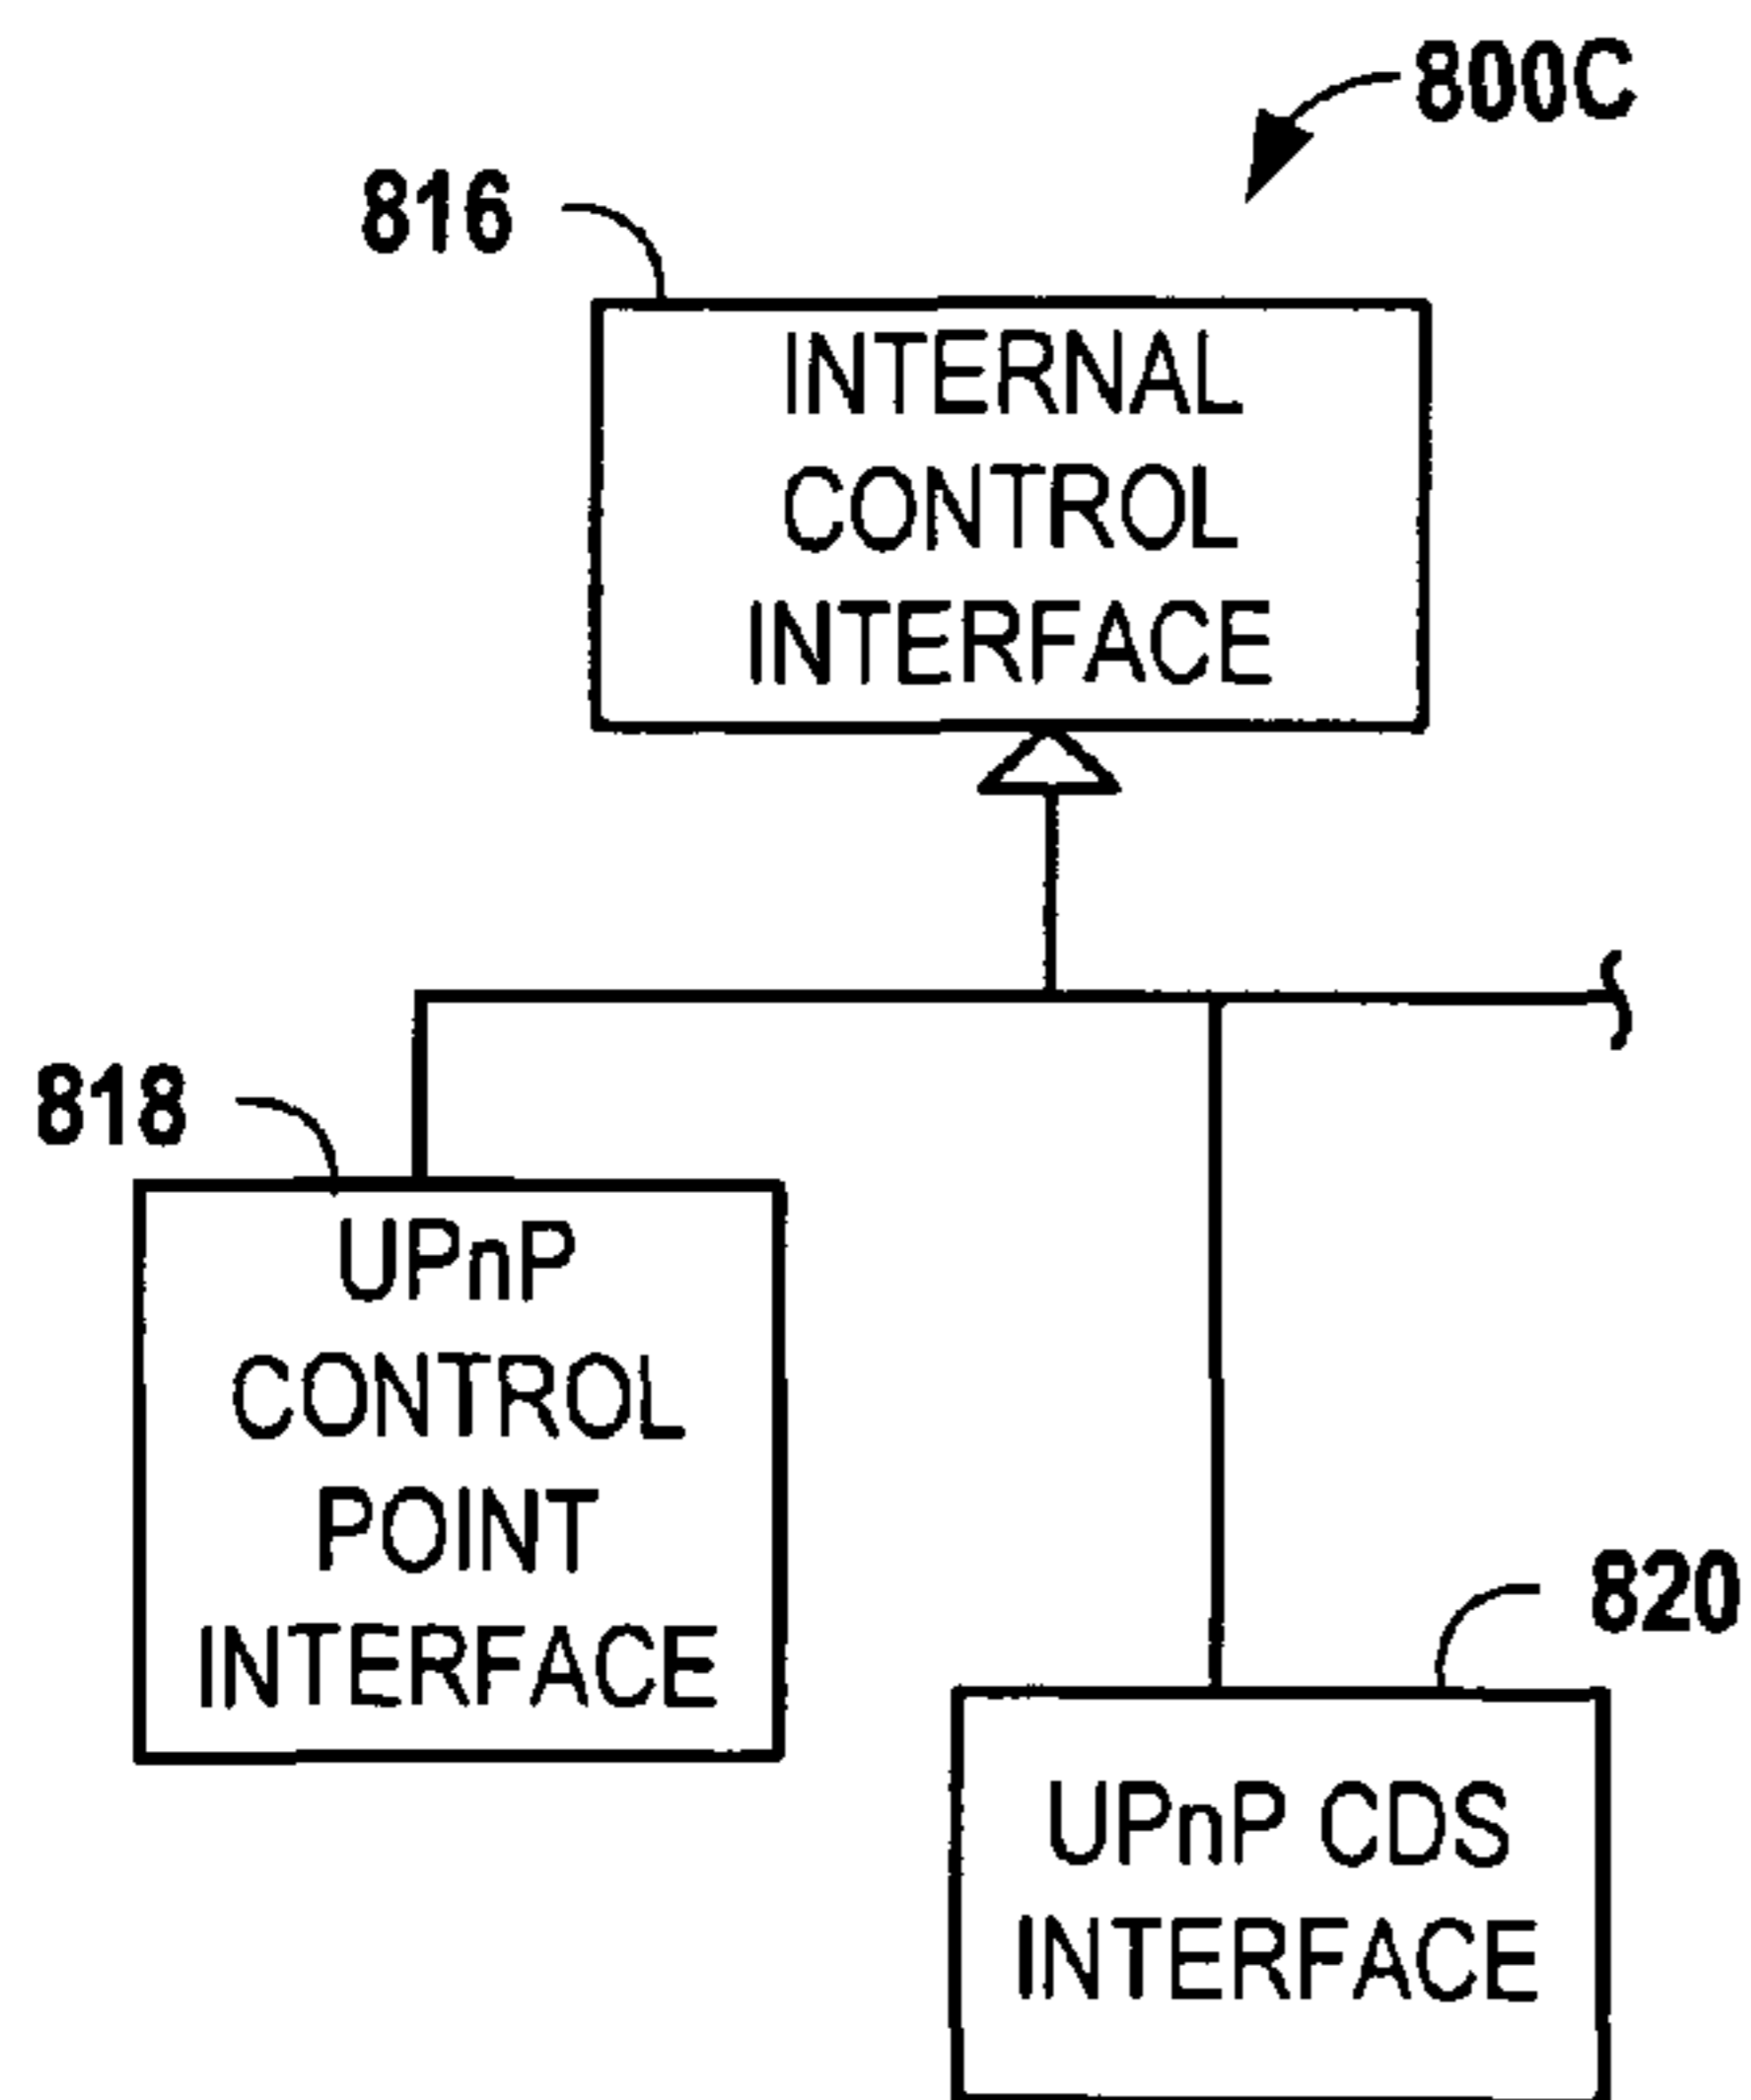 800C
816
INTERNAL
CONTROL
INTERFACE
818
UPnP
CONTROL
POINT
INTERFACE
820
UPnP CDS
INTERFACE